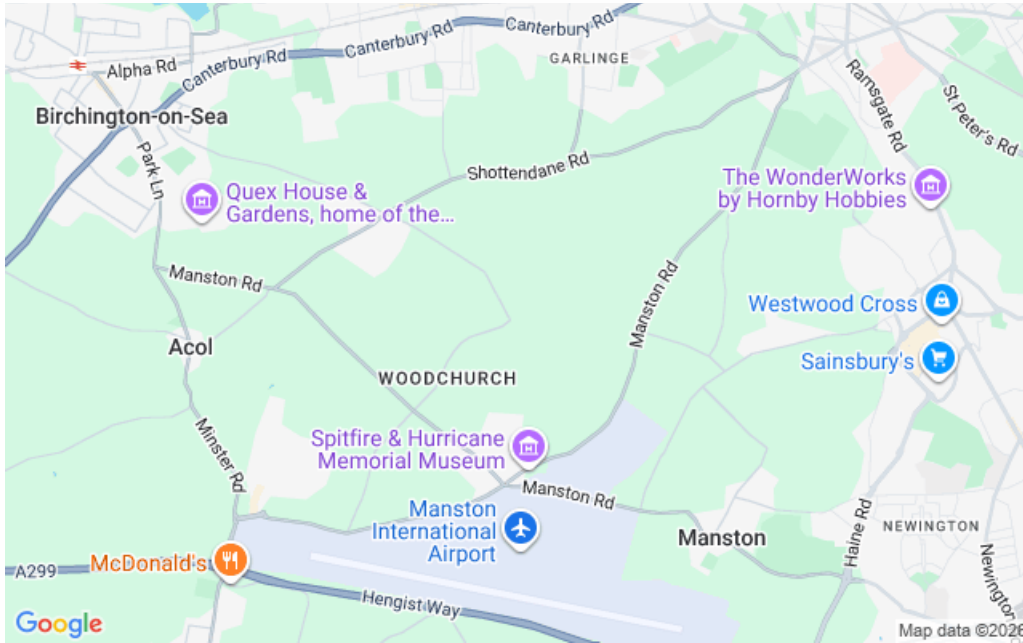 Canterbury Rd
Canterbury Rd
Canterbury Rd
GARLINGE
Alpha Rd
Ramsgate Rd
St Peter's Rd
Birchington-on-Sea
Park Ln
Shottendane Rd
Quex House &
Gardens, home of the...
The WonderWorks
by Hornby Hobbies
Manston Rd
Manston Rd
Westwood Cross
Acol
Sainsbury's
WOODCHURCH
Minster Rd
Spitfire & Hurricane
Memorial Museum
Manston Rd
Manston
International
Airport
Manston
Haine Rd
NEWINGTON
Newington
McDonald's
A299
Hengist Way
Google
Map data ©2026